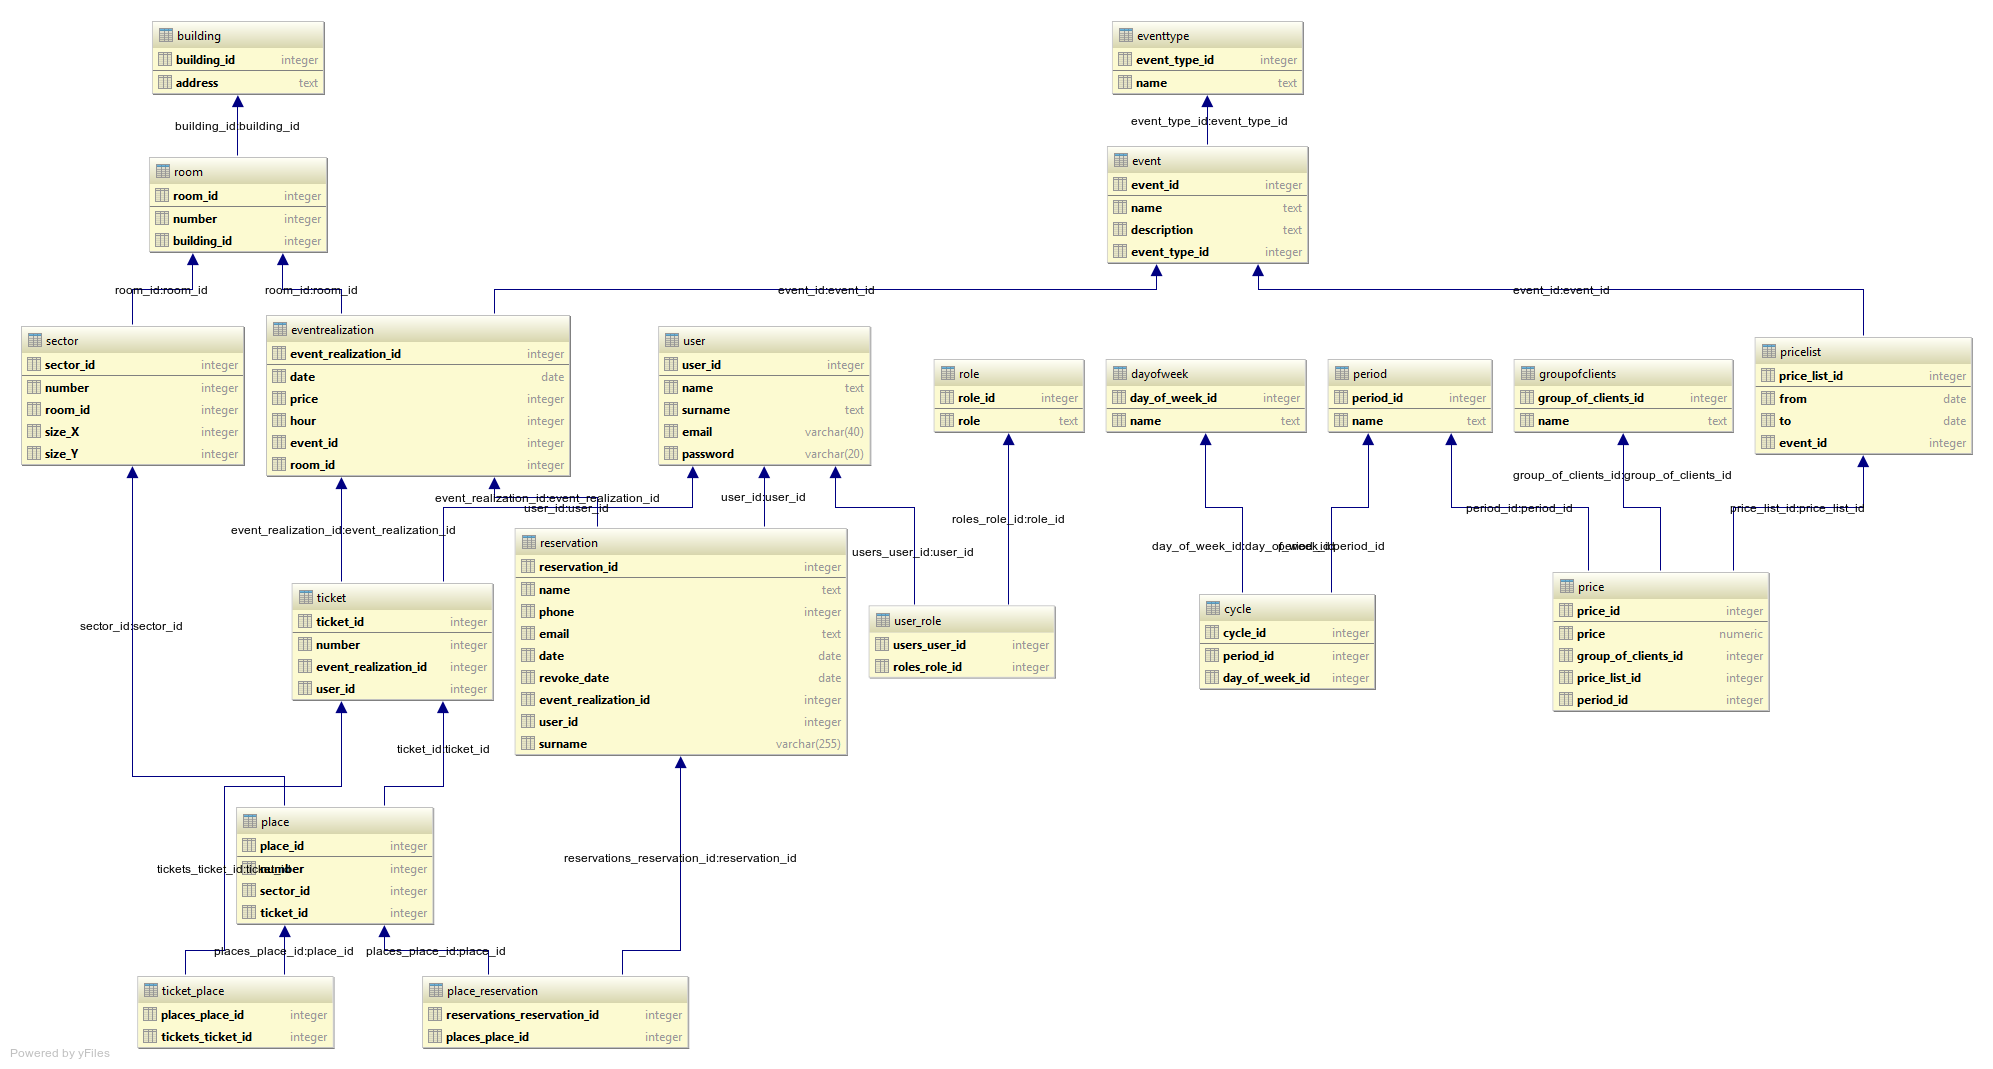 building
building_id integer
address text
eventtype
event_type_id integer
name text
building_id:building_id
event_type_id:event_type_id
room
room_id integer
number integer
building_id integer
event
event_id integer
name text
description text
event_type_id integer
room_id:room_id
room_id:room_id
event_id:event_id
event_id:event_id
sector
sector_id integer
number integer
room_id integer
size_X integer
size_Y integer
eventrealization
event_realization_id integer
date date
price integer
hour integer
event_id integer
room_id integer
user
user_id integer
name text
surname text
email varchar(40)
password varchar(20)
role
role_id integer
role text
dayofweek
day_of_week_id integer
name text
period
period_id integer
name text
groupofclients
group_of_clients_id integer
name text
pricelist
price_list_id integer
from date
to date
event_id integer
event_realization_id:event_realization_id
user_id:user_id
user_id:user_id
event_realization_id:event_realization_id
group_of_clients_id:group_of_clients_id
period_id:period_id
price_list_id:price_list_id
roles_role_id:role_id
users_user_id:user_id
day_of_week_id:day_of_week_id
period_id:period_id
ticket
ticket_id integer
number integer
event_realization_id integer
user_id integer
reservation
reservation_id integer
name text
phone integer
email text
date date
revoke_date date
event_realization_id integer
user_id integer
surname varchar(255)
user_role
users_user_id integer
roles_role_id integer
cycle
cycle_id integer
period_id integer
day_of_week_id integer
price
price_id integer
price numeric
group_of_clients_id integer
price_list_id integer
period_id integer
sector_id:sector_id
ticket_id:ticket_id
place
place_id integer
number integer
sector_id integer
ticket_id integer
tickets_ticket_id:ticket_id
reservations_reservation_id:reservation_id
places_place_id:place_id
places_place_id:place_id
ticket_place
places_place_id integer
tickets_ticket_id integer
place_reservation
reservations_reservation_id integer
places_place_id integer
Powered by yFiles